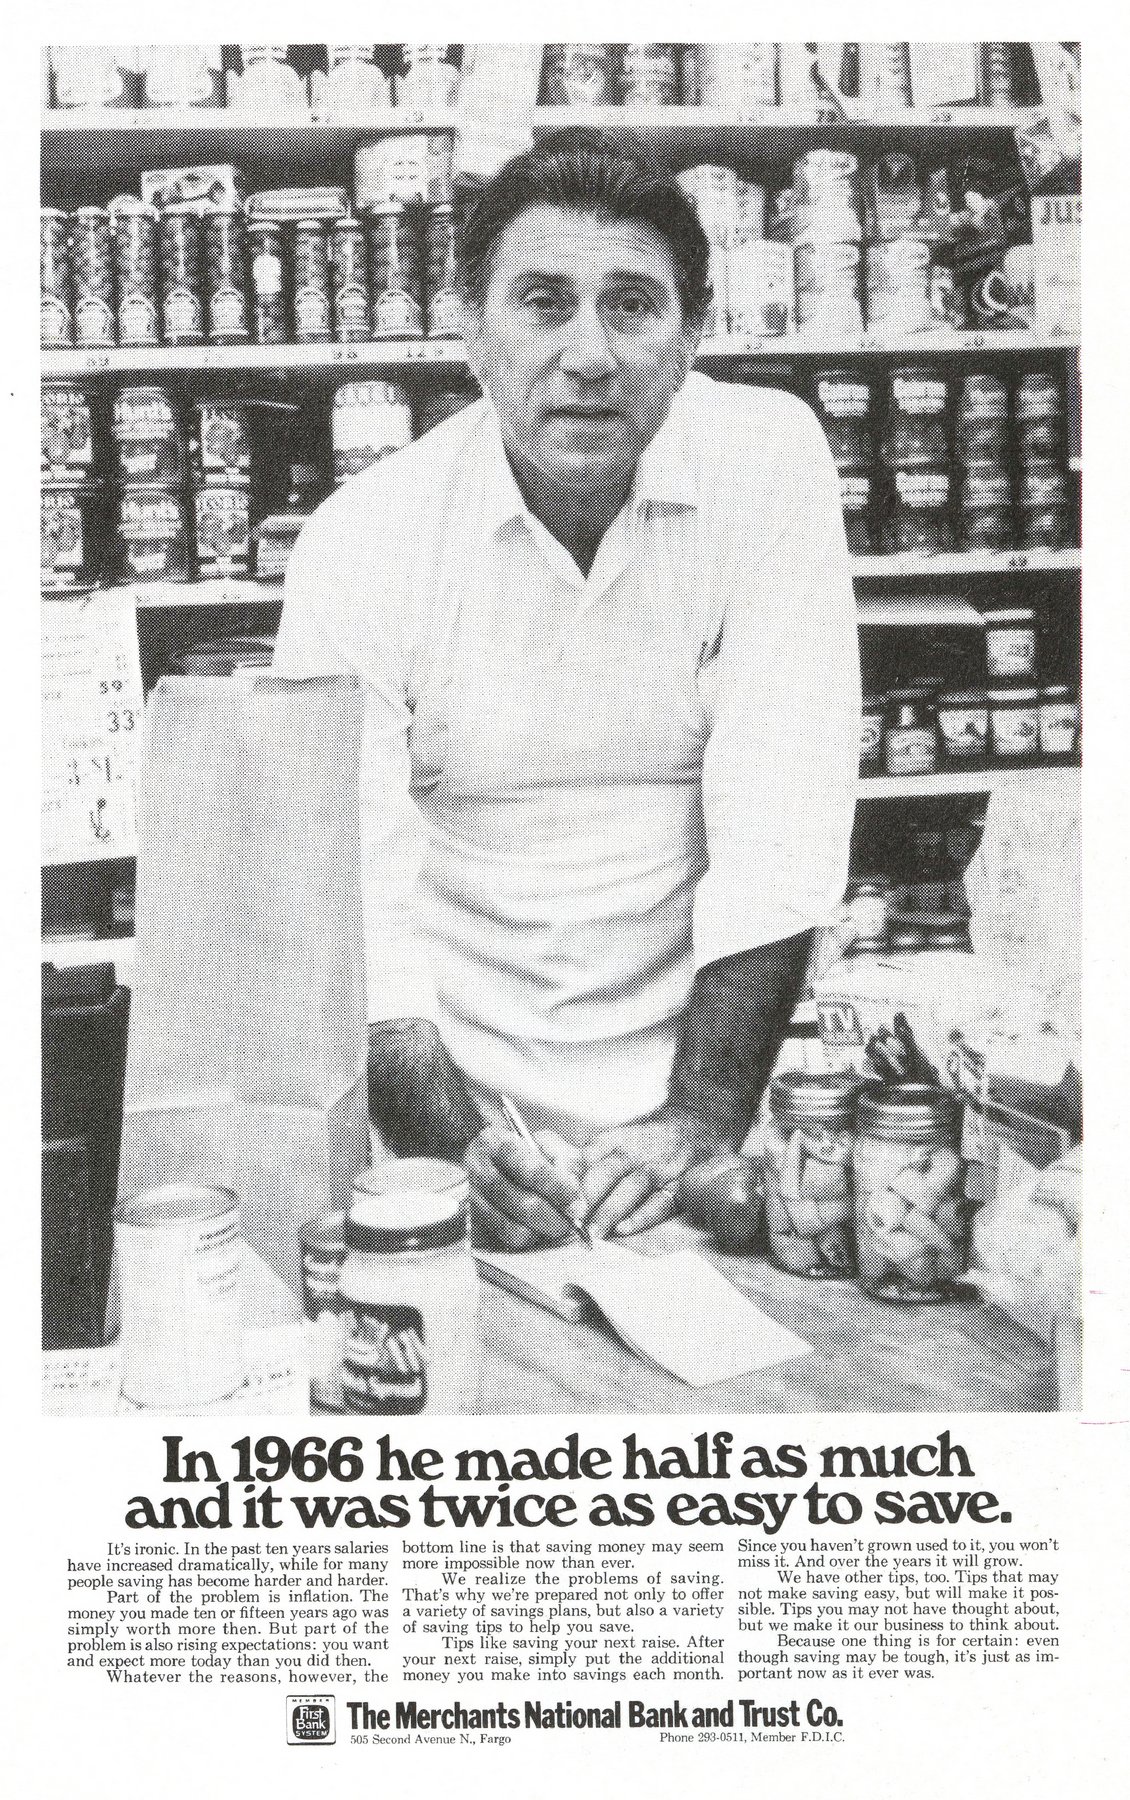 JUS
59
33
In 1966 he made half as much
and it was twice as easy to save.
It's ironic. In the past ten years salaries
have increased dramatically, while for many
people saving has become harder and harder.
Part of the problem is inflation. The
money you made ten or fifteen years ago was
simply worth more then. But part of the
problem is also rising expectations: you want
and expect more today than you did then.
Whatever the reasons, however, the
bottom line is that saving money may seem
more impossible now than ever.
We realize the problems of saving.
That's why we're prepared not only to offer
a variety of savings plans, but also a variety
of saving tips to help you save.
Tips like saving your next raise. After
your next raise, simply put the additional
money you make into savings each month.
Since you haven't grown used to it, you won't
miss it. And over the years it will grow.
We have other tips, too. Tips that may
not make saving easy, but will make it pos-
sible. Tips you may not have thought about,
but we make it our business to think about.
Because one thing is for certain: even
though saving may be tough, it's just as im-
portant now as it ever was.
MEMBER
First
Bank
SYSTEM
The Merchants National Bank and Trust Co.
505 Second Avenue N., Fargo
Phone 293-0511, Member F.D.I.C.